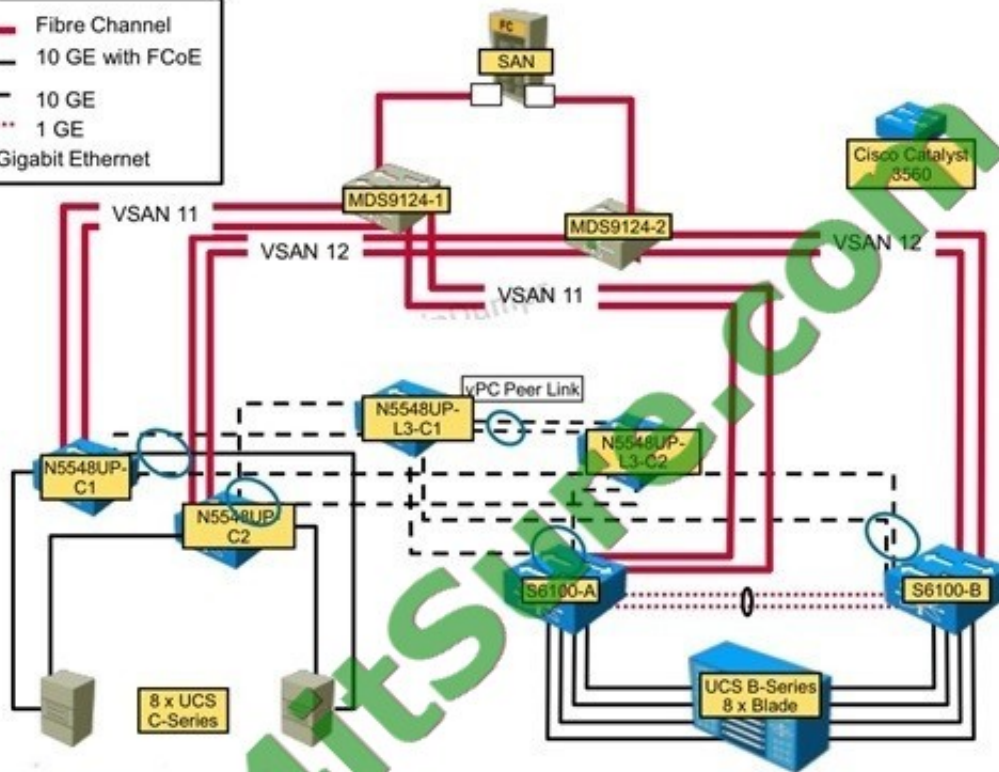 Fibre Channel
10 GE with FCoE
10 GE
1 GE
Gigabit Ethernet
FC
SAN
Cisco Catalyst
3560
MDS9124-1
MDS9124-2
VSAN 11
VSAN 12
VSAN 12
VSAN 11
vPC Peer Link
N5548UP-
L3-C1
N5548UP-
L3-C2
N5548UP-
C1
N5548UP
C2
S6100-A
S6100-B
8 x UCS
C-Series
UCS B-Series
8 x Blade
itSure.com